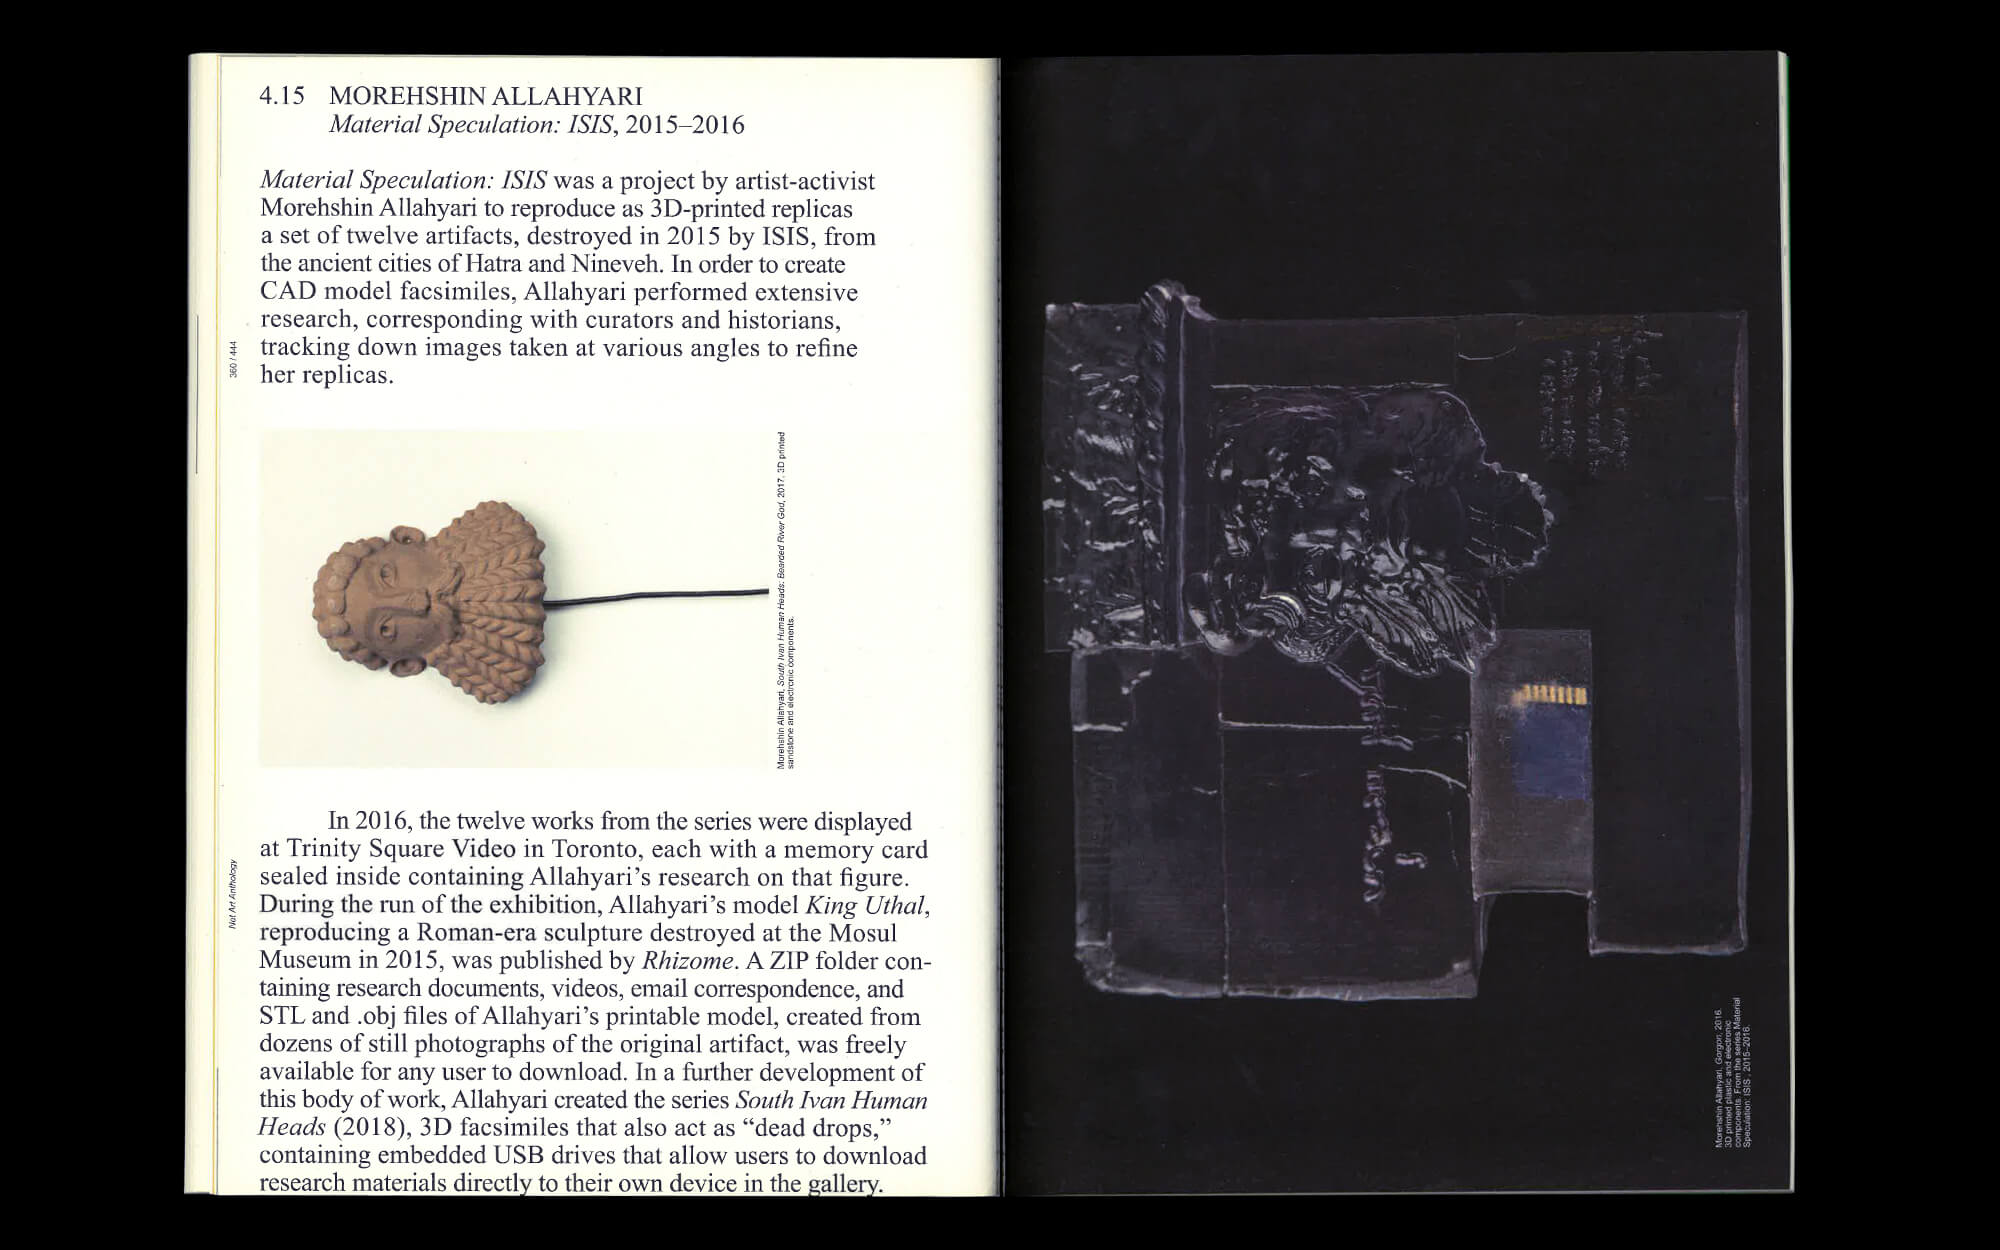 4.15 MOREHSHIN ALLAHYARI
Material Speculation: ISIS, 2015–2016
Material Speculation: ISIS was a project by artist-activist
Morehshin Allahyari to reproduce as 3D-printed replicas
a set of twelve artifacts, destroyed in 2015 by ISIS, from
the ancient cities of Hatra and Nineveh. In order to create
CAD model facsimiles, Allahyari performed extensive
research, corresponding with curators and historians,
tracking down images taken at various angles to refine
her replicas.
360 / 444
Morehshin Allahyari, South Ivan Human Heads: Bearded River God, 2017. 3D printed
sandstone and electronic components.
In 2016, the twelve works from the series were displayed
at Trinity Square Video in Toronto, each with a memory card
sealed inside containing Allahyari’s research on that figure.
During the run of the exhibition, Allahyari’s model King Uthal,
reproducing a Roman-era sculpture destroyed at the Mosul
Museum in 2015, was published by Rhizome. A ZIP folder con-
taining research documents, videos, email correspondence, and
STL and .obj files of Allahyari’s printable model, created from
dozens of still photographs of the original artifact, was freely
available for any user to download. In a further development of
this body of work, Allahyari created the series South Ivan Human
Heads (2018), 3D facsimiles that also act as “dead drops,”
containing embedded USB drives that allow users to download
research materials directly to their own device in the gallery.
Net Art Anthology
Morehshin Allahyari, Gorgon, 2016.
3D printed plastic and electronic
components. From the series Material
Speculation: ISIS, 2015–2016.